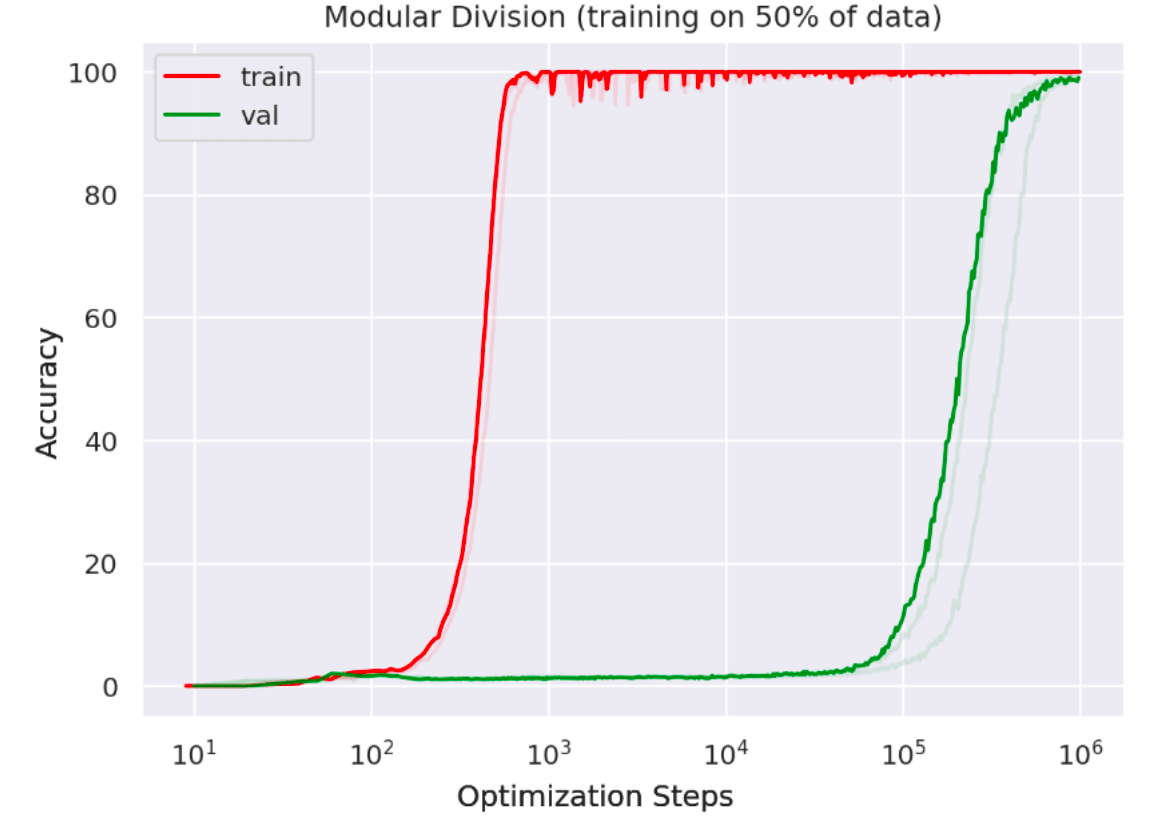 Modular Division (training on 50% of data)
100
train
val
80
60
Accuracy
40
20
0
10¹ 10² 10³ 10⁴ 10⁵ 10⁶
Optimization Steps